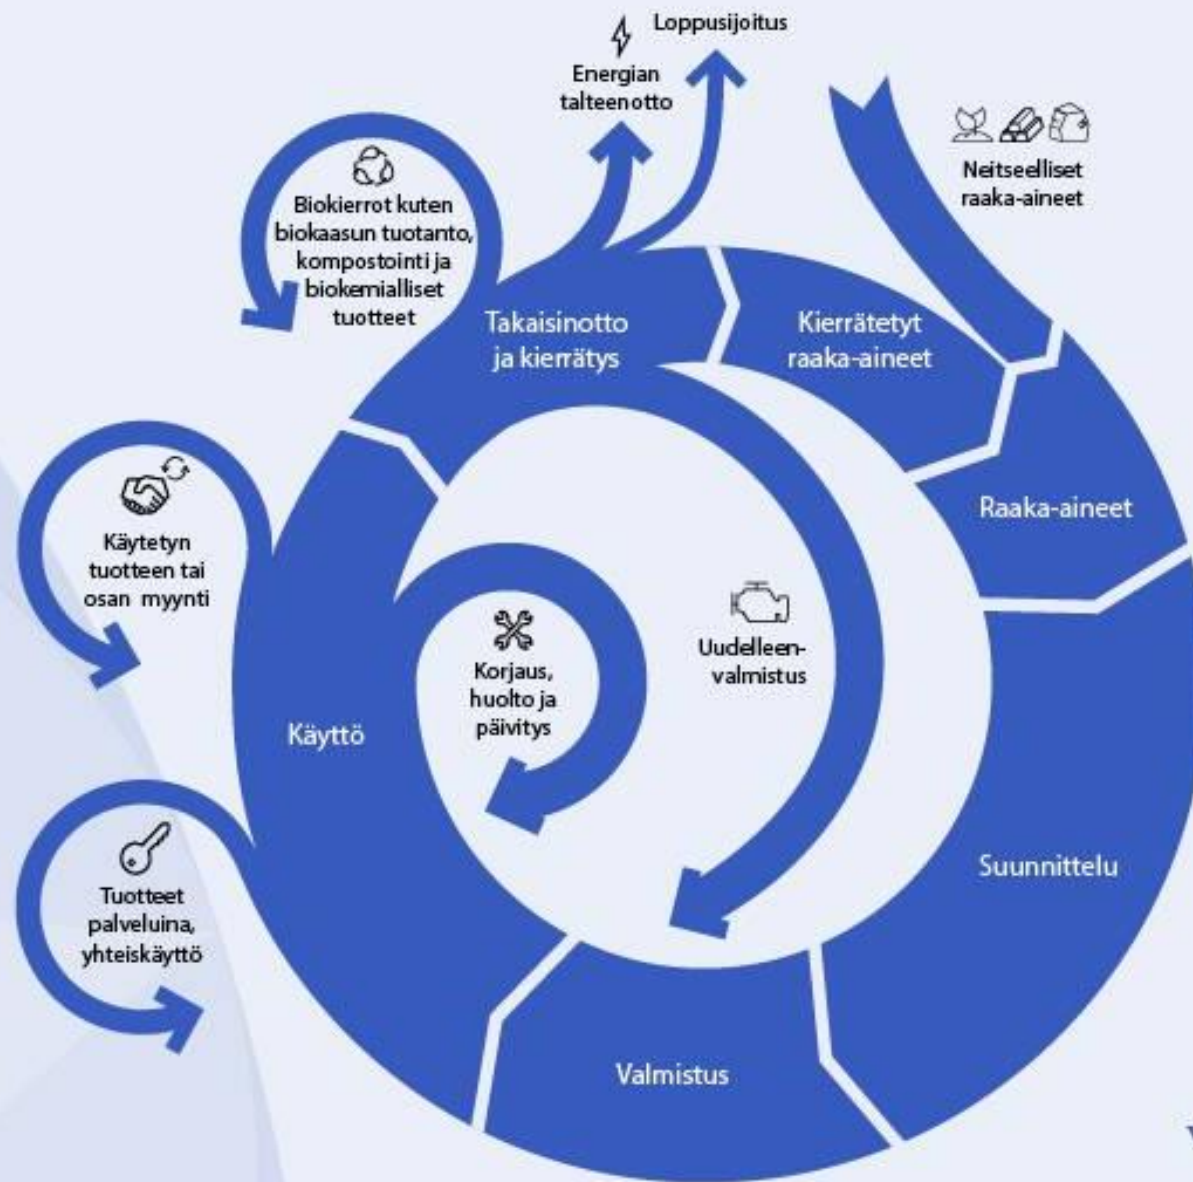 Loppusijoitus
Energian
talteenotto
Neitseelliset
raaka-aineet
Biokierrot kuten
biokaasun tuotanto,
kompostointi ja
biokemialliset
tuotteet
Takaisinotto
ja kierrätys
Kierrätetyt
raaka-aineet
Raaka-aineet
Käytetyn
tuotteen tai
osan myynti
Korjaus,
huolto ja
päivitys
Uudelleen-
valmistus
Käyttö
Suunnittelu
Tuotteet
palveluina,
yhteiskäyttö
Valmistus